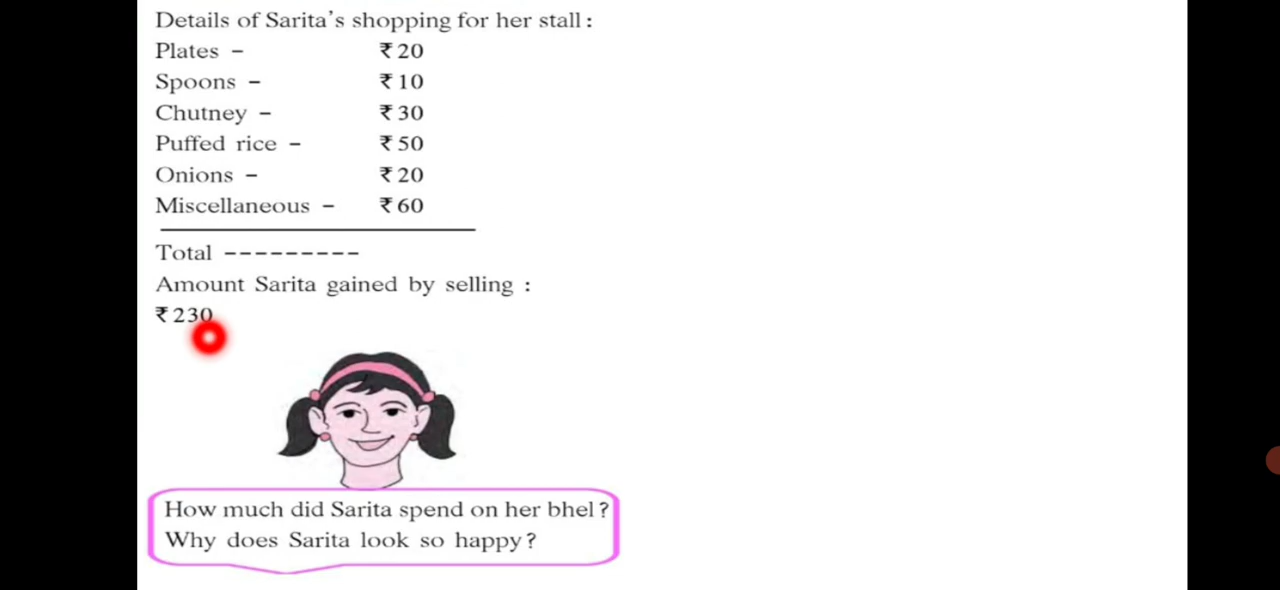 Details of Sarita's shopping for her stall :
Plates - ₹ 20
Spoons - ₹ 10
Chutney - ₹ 30
Puffed rice - ₹ 50
Onions - ₹ 20
Miscellaneous - ₹ 60
Total ---------
Amount Sarita gained by selling :
₹ 230
How much did Sarita spend on her bhel ?
Why does Sarita look so happy ?